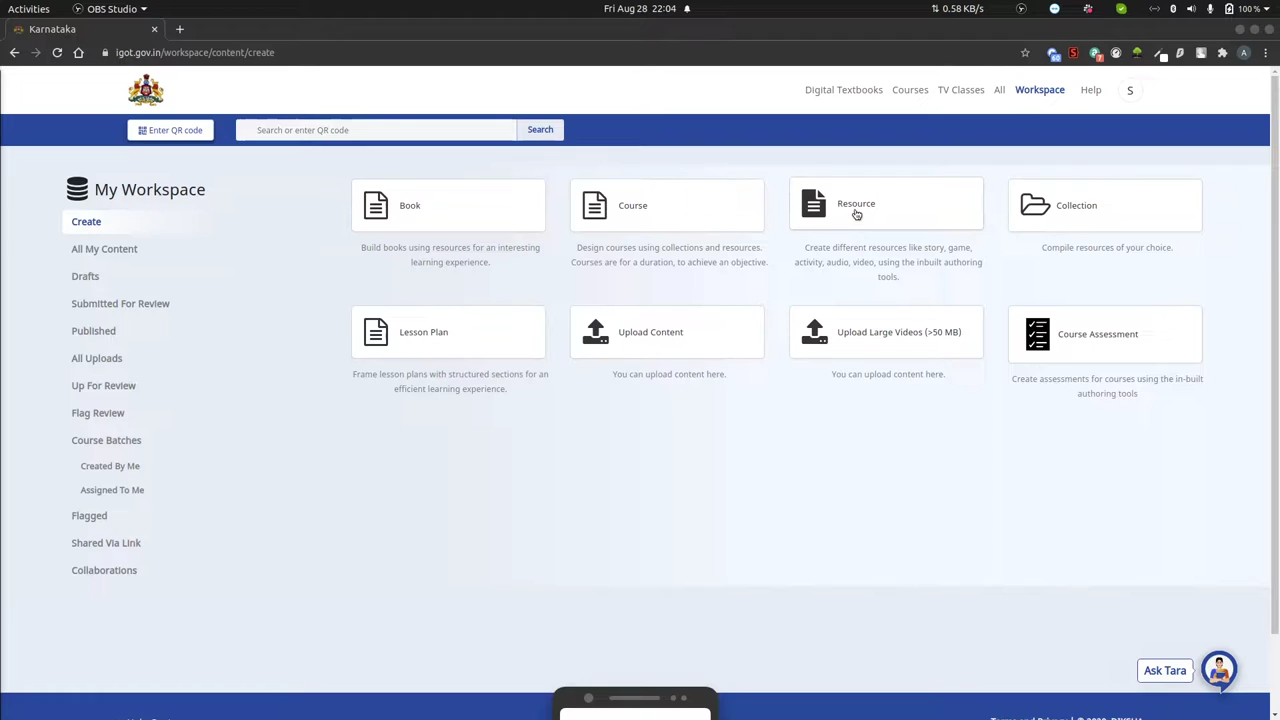 Activities
OBS Studio
Fri Aug 28 22:04
0.58 KB/s
100 %
Karnataka
igot.gov.in/workspace/content/create
A
Digital Textbooks
Courses
TV Classes
All
Workspace
Help
S
Enter QR code
Search or enter QR code
Search
My Workspace
Create
All My Content
Drafts
Submitted For Review
Published
All Uploads
Up For Review
Flag Review
Course Batches
Created By Me
Assigned To Me
Flagged
Shared Via Link
Collaborations
Book
Build books using resources for an interesting
learning experience.
Course
Design courses using collections and resources.
Courses are for a duration, to achieve an objective.
Resource
Create different resources like story, game,
activity, audio, video, using the inbuilt authoring
tools.
Collection
Compile resources of your choice.
Lesson Plan
Frame lesson plans with structured sections for an
efficient learning experience.
Upload Content
You can upload content here.
Upload Large Videos (>50 MB)
You can upload content here.
Course Assessment
Create assessments for courses using the in-built
authoring tools
Ask Tara